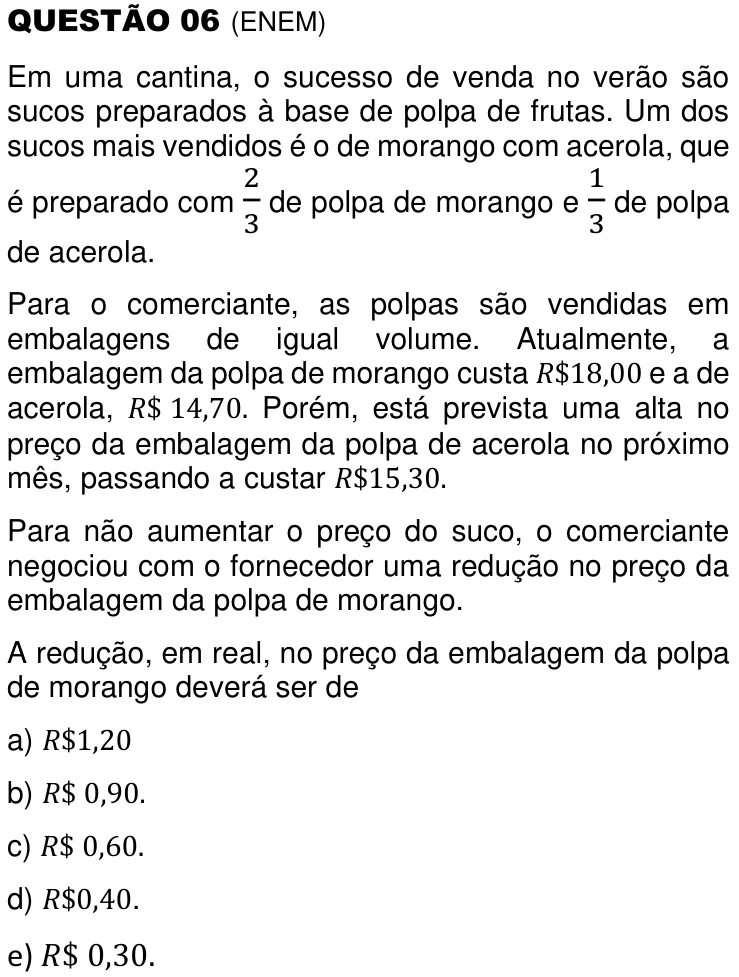 QUESTÃO 06 (ENEM)
Em uma cantina, o sucesso de venda no verão são
sucos preparados à base de polpa de frutas. Um dos
sucos mais vendidos é o de morango com acerola, que
é preparado com 2/3 de polpa de morango e 1/3 de polpa
de acerola.
Para o comerciante, as polpas são vendidas em
embalagens de igual volume. Atualmente, a
embalagem da polpa de morango custa R$18,00 e a de
acerola, R$ 14,70. Porém, está prevista uma alta no
preço da embalagem da polpa de acerola no próximo
mês, passando a custar R$15,30.
Para não aumentar o preço do suco, o comerciante
negociou com o fornecedor uma redução no preço da
embalagem da polpa de morango.
A redução, em real, no preço da embalagem da polpa
de morango deverá ser de
a) R$1,20
b) R$ 0,90.
c) R$ 0,60.
d) R$0,40.
e) R$ 0,30.